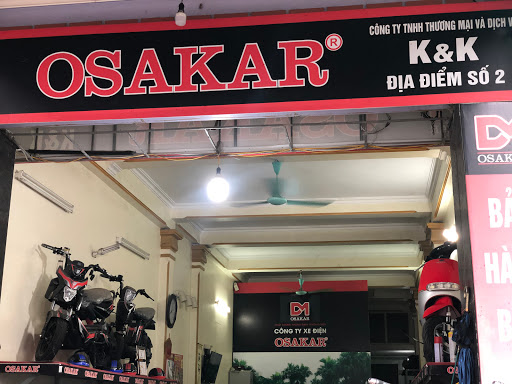 OSAKAR®
CÔNG TY TNHH THƯƠNG MẠI VÀ DỊCH V
K&K
ĐỊA ĐIỂM SỐ 2
OSAKAR
BẢ
HÀ
B
OSAKAR
CÔNG TY XE ĐIỆN
OSAKAR